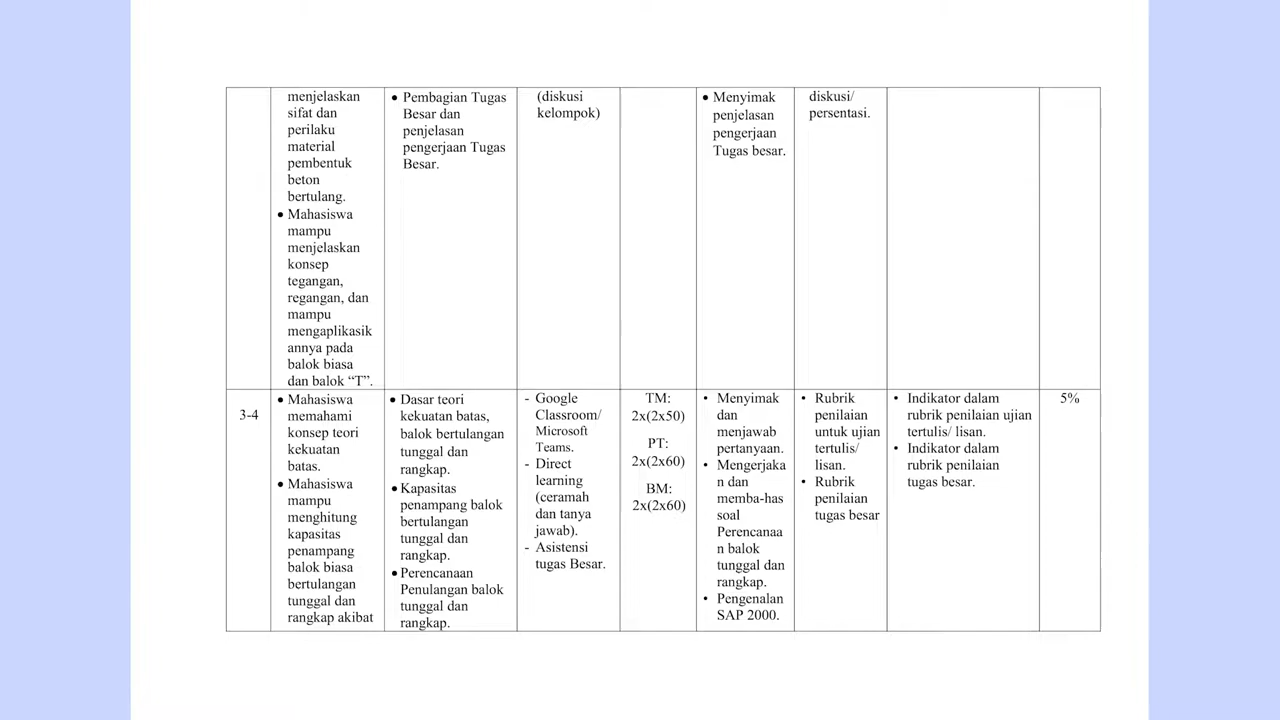 menjelaskan
sifat dan
perilaku
material
pembentuk
beton
bertulang.
• Mahasiswa
mampu
menjelaskan
konsep
tegangan,
regangan, dan
mampu
mengaplikasik
annya pada
balok biasa
dan balok “T”.
• Pembagian Tugas
Besar dan
penjelasan
pengerjaan Tugas
Besar.
(diskusi
kelompok)
• Menyimak
penjelasan
pengerjaan
Tugas besar.
diskusi/
persentasi.
3-4
• Mahasiswa
memahami
konsep teori
kekuatan
batas.
• Mahasiswa
mampu
menghitung
kapasitas
penampang
balok biasa
bertulangan
tunggal dan
rangkap akibat
• Dasar teori
kekuatan batas,
balok bertulangan
tunggal dan
rangkap.
• Kapasitas
penampang balok
bertulangan
tunggal dan
rangkap.
• Perencanaan
Penulangan balok
tunggal dan
rangkap.
- Google
Classroom/
Microsoft
Teams.
- Direct
learning
(ceramah
dan tanya
jawab).
- Asistensi
tugas Besar.
TM:
2x(2x50)
PT:
2x(2x60)
BM:
2x(2x60)
• Menyimak
dan
menjawab
pertanyaan.
• Mengerjaka
n dan
memba-has
soal
Perencanaa
n balok
tunggal dan
rangkap.
• Pengenalan
SAP 2000.
• Rubrik
penilaian
untuk ujian
tertulis/
lisan.
• Rubrik
penilaian
tugas besar
• Indikator dalam
rubrik penilaian ujian
tertulis/ lisan.
• Indikator dalam
rubrik penilaian
tugas besar.
5%